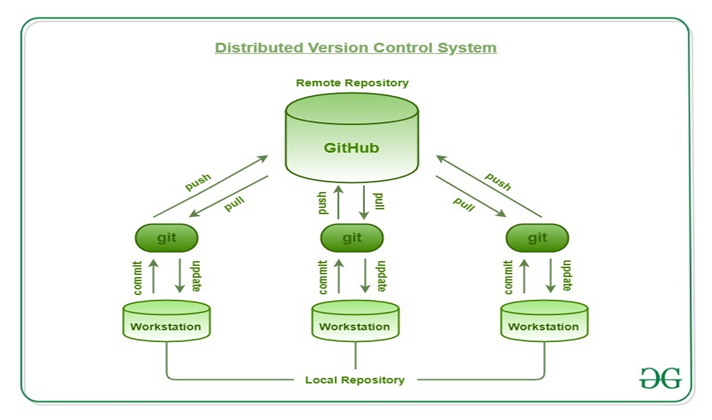 Distributed Version Control System
Remote Repository
GitHub
push
pull
push
pull
push
pull
git
git
git
commit
update
commit
update
commit
update
Workstation
Workstation
Workstation
Local Repository